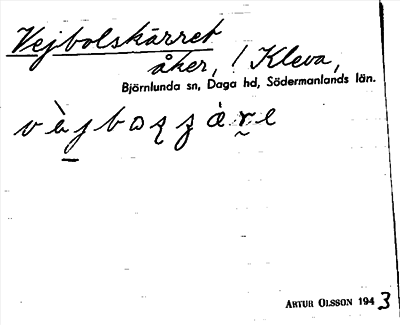 Vejbolskärret
åker, / Kleva,
Björnlunda sn, Daga hd, Södermanlands län.
ARTUR OLSSON 1943